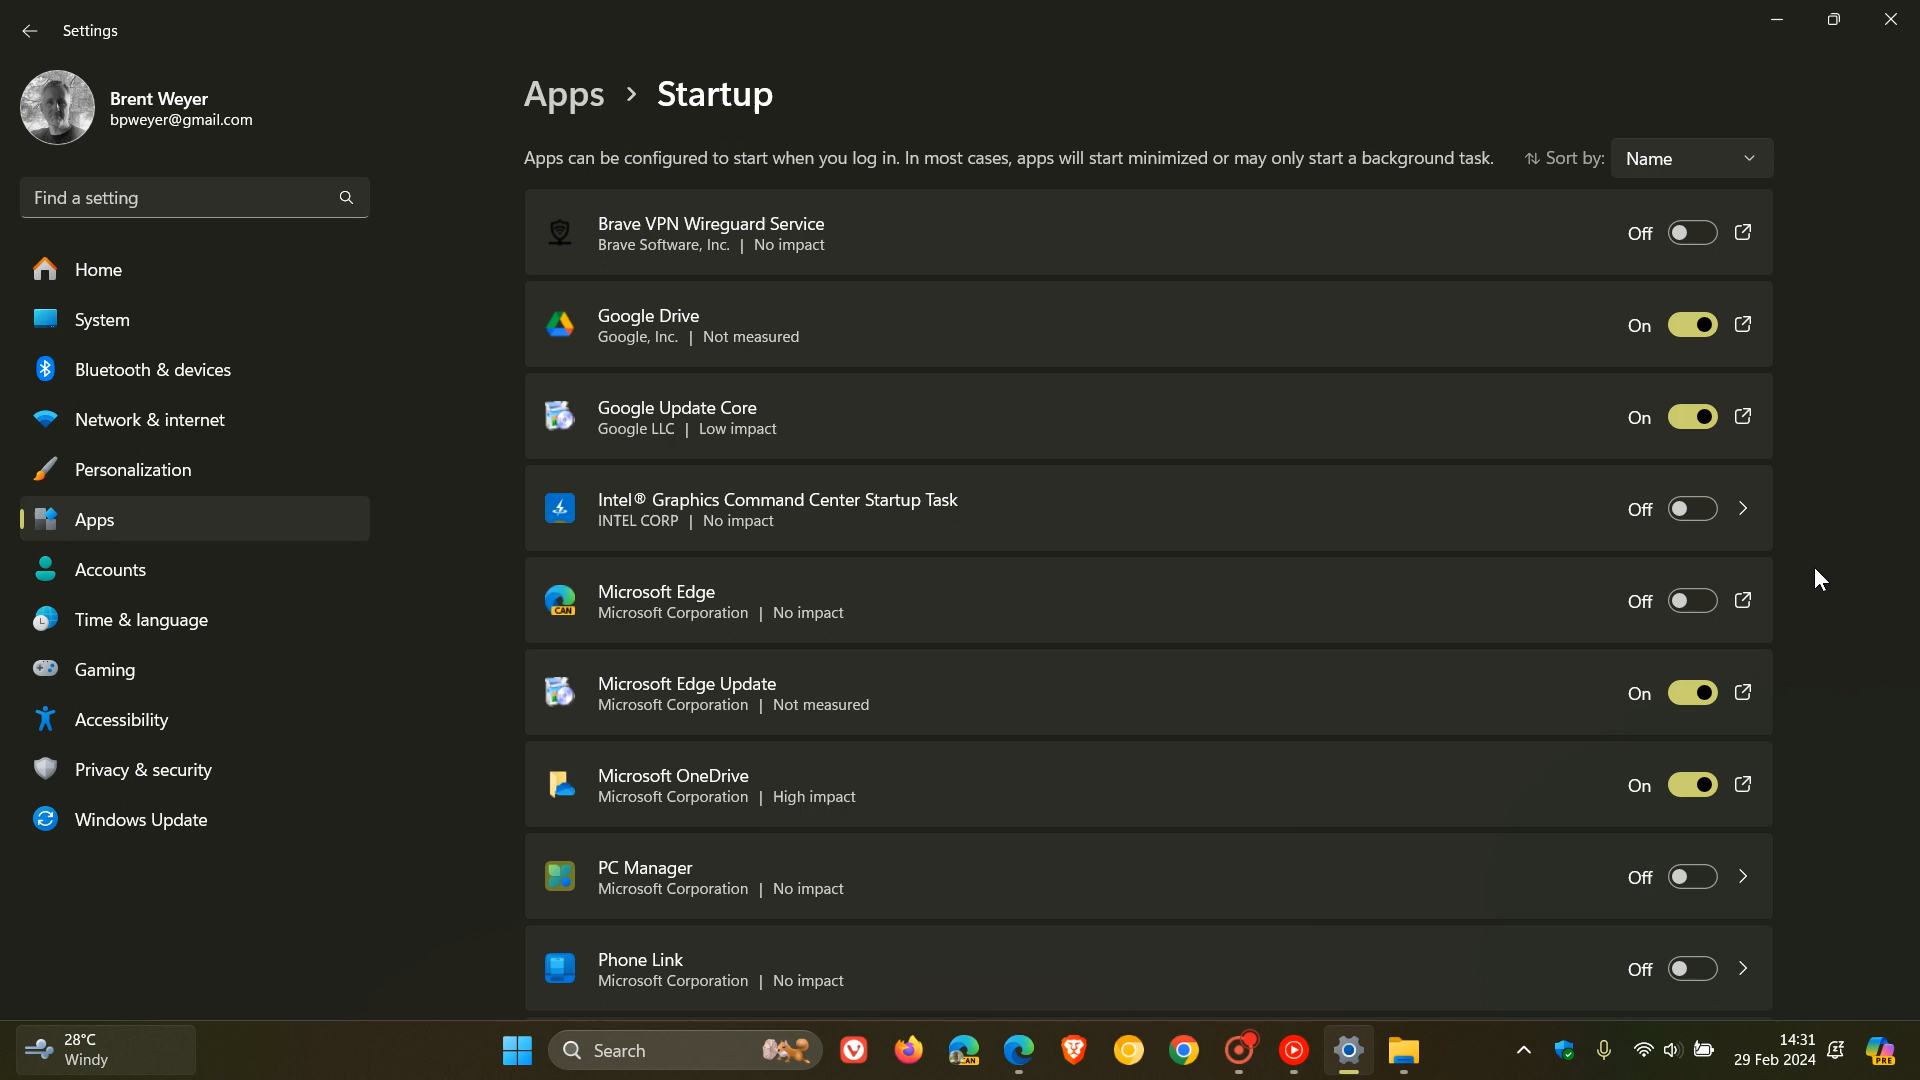 Settings
Brent Weyer
bpweyer@gmail.com
Find a setting
Home
System
Bluetooth & devices
Network & internet
Personalization
Apps
Accounts
Time & language
Gaming
Accessibility
Privacy & security
Windows Update
Apps › Startup
Apps can be configured to start when you log in. In most cases, apps will start minimized or may only start a background task.
Sort by: Name
Brave VPN Wireguard Service
Brave Software, Inc. | No impact
Off
Google Drive
Google, Inc. | Not measured
On
Google Update Core
Google LLC | Low impact
On
Intel® Graphics Command Center Startup Task
INTEL CORP | No impact
Off
CAN
Microsoft Edge
Microsoft Corporation | No impact
Off
Microsoft Edge Update
Microsoft Corporation | Not measured
On
Microsoft OneDrive
Microsoft Corporation | High impact
On
PC Manager
Microsoft Corporation | No impact
Off
Phone Link
Microsoft Corporation | No impact
Off
28°C
Windy
Search
CAN
14:31
29 Feb 2024
PRE